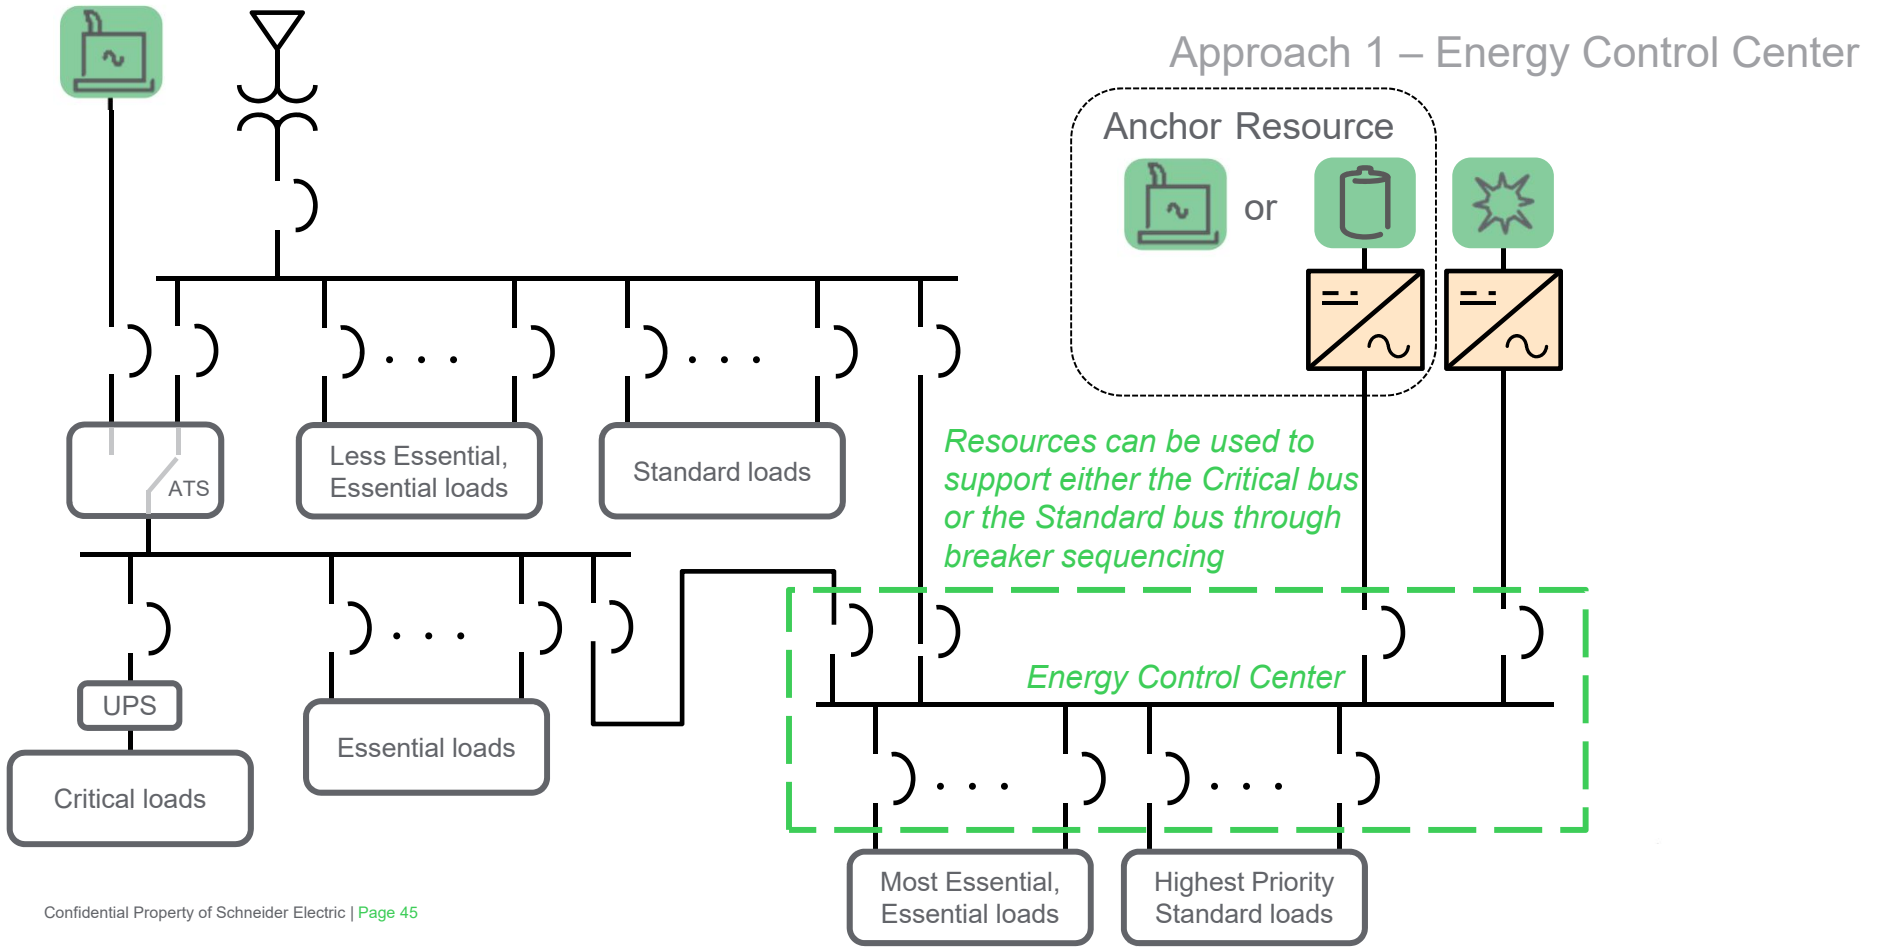 Approach 1 – Energy Control Center
Anchor Resource
or
Less Essential,
Essential loads
Standard loads
ATS
Resources can be used to
support either the Critical bus
or the Standard bus through
breaker sequencing
Energy Control Center
UPS
Essential loads
Critical loads
Most Essential,
Essential loads
Highest Priority
Standard loads
Confidential Property of Schneider Electric | Page 45